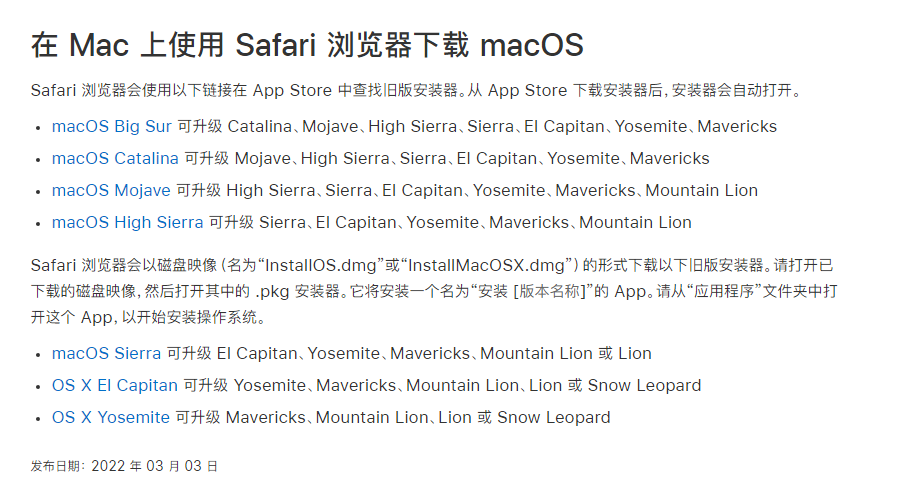 在 Mac 上使用 Safari 浏览器下载 macOS
Safari 浏览器会使用以下链接在 App Store 中查找旧版安装器。从 App Store 下载安装器后，安装器会自动打开。
• macOS Big Sur 可升级 Catalina、Mojave、High Sierra、Sierra、El Capitan、Yosemite、Mavericks
• macOS Catalina 可升级 Mojave、High Sierra、Sierra、El Capitan、Yosemite、Mavericks
• macOS Mojave 可升级 High Sierra、Sierra、El Capitan、Yosemite、Mavericks、Mountain Lion
• macOS High Sierra 可升级 Sierra、El Capitan、Yosemite、Mavericks、Mountain Lion
Safari 浏览器会以磁盘映像（名为“InstallOS.dmg”或“InstallMacOSX.dmg”）的形式下载以下旧版安装器。请打开已
下载的磁盘映像，然后打开其中的 .pkg 安装器。它将安装一个名为“安装 [版本名称]”的 App。请从“应用程序”文件夹中打
开这个 App，以开始安装操作系统。
• macOS Sierra 可升级 El Capitan、Yosemite、Mavericks、Mountain Lion 或 Lion
• OS X El Capitan 可升级 Yosemite、Mavericks、Mountain Lion、Lion 或 Snow Leopard
• OS X Yosemite 可升级 Mavericks、Mountain Lion、Lion 或 Snow Leopard
发布日期： 2022 年 03 月 03 日